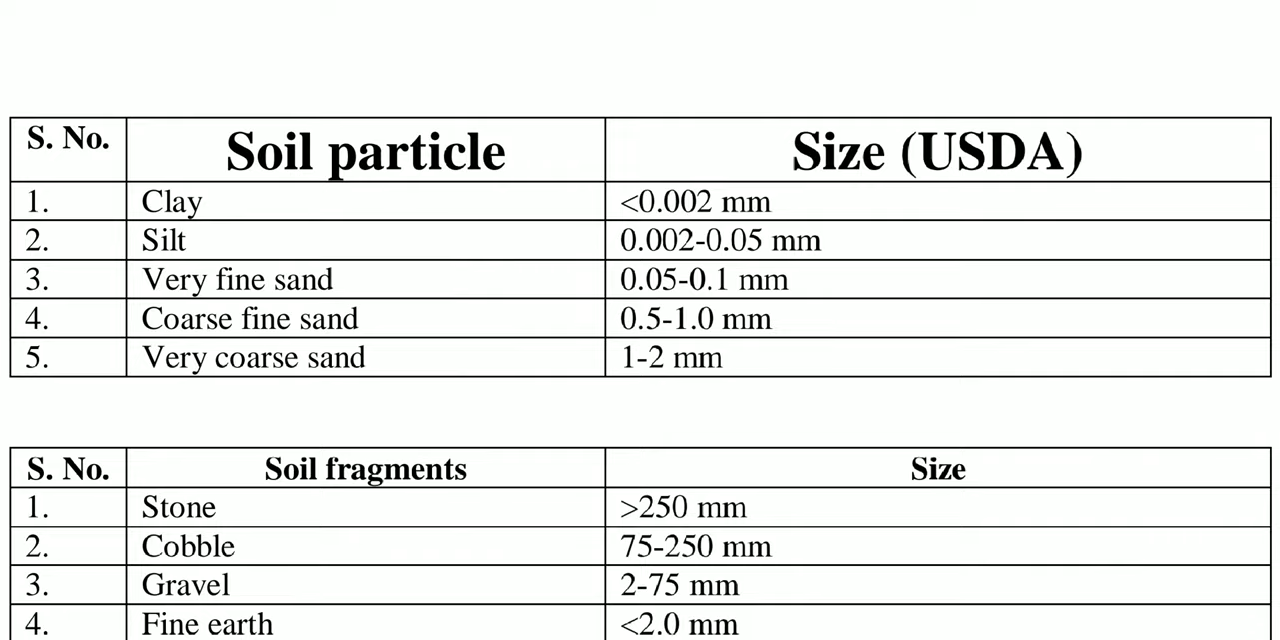 S. No. Soil particle Size (USDA)
1. Clay <0.002 mm
2. Silt 0.002-0.05 mm
3. Very fine sand 0.05-0.1 mm
4. Coarse fine sand 0.5-1.0 mm
5. Very coarse sand 1-2 mm
S. No. Soil fragments Size
1. Stone >250 mm
2. Cobble 75-250 mm
3. Gravel 2-75 mm
4. Fine earth <2.0 mm